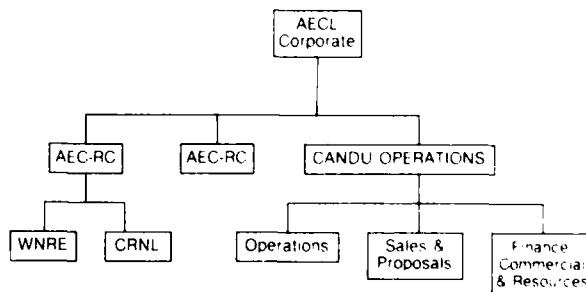 AECL
Corporate
AEC-RC
AEC-RC
CANDU OPERATIONS
WNRE
CRNL
Operations
Sales &
Proposals
Finance
Commercial
& Resources